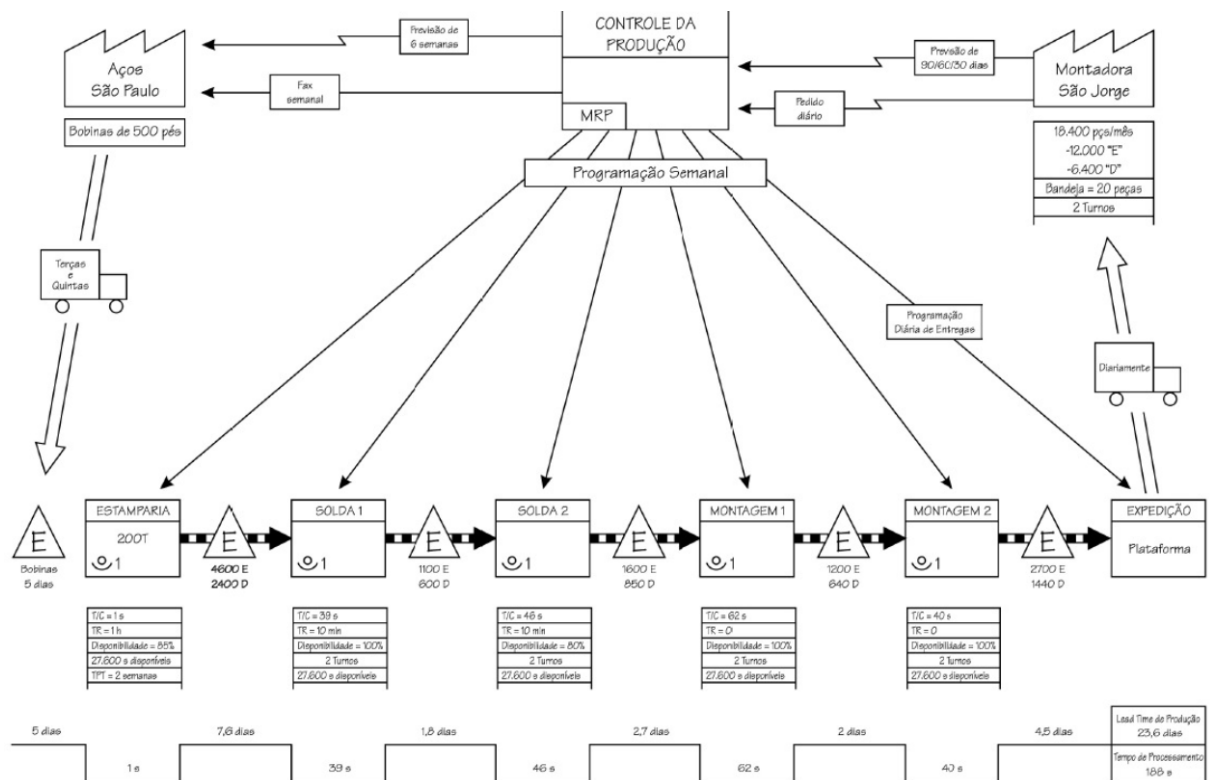 Previsão de
6 semanas
CONTROLE DA
PRODUÇÃO
Previsão de
90/60/30 dias
Aços
São Paulo
Montadora
São Jorge
Fax
semanal
MRP
Pedido
diário
Bobinas de 500 pés
Programação Semanal
18.400 pçs/mês
-12.000 "E"
-6.400 "D"
Bandeja = 20 peças
2 Turnos
Terças
e
Quintas
Programação
Diária de Entregas
Diariamente
ESTAMPARIA
SOLDA 1
SOLDA 2
MONTAGEM 1
MONTAGEM 2
EXPEDIÇÃO
E
200T
1
E
1
E
1
E
1
E
1
E
Plataforma
Bobinas
5 dias
4600 E
2400 D
1100 E
600 D
1600 E
850 D
1200 E
640 D
2700 E
1440 D
T/C = 1 s
TR = 1 h
Disponibilidade = 85%
27.600 s disponíveis
TPT = 2 semanas
T/C = 39 s
TR = 10 min
Disponibilidade = 100%
2 Turnos
27.600 s disponíveis
T/C = 46 s
TR = 10 min
Disponibilidade = 80%
2 Turnos
27.600 s disponíveis
T/C = 62 s
TR = 0
Disponibilidade = 100%
2 Turnos
27.600 s disponíveis
T/C = 40 s
TR = 0
Disponibilidade = 100%
2 Turnos
27.600 s disponíveis
5 dias
7,6 dias
1,8 dias
2,7 dias
2 dias
4,5 dias
Lead Time de Produção
23,6 dias
1 s
39 s
46 s
62 s
40 s
Tempo de Processamento
188 s